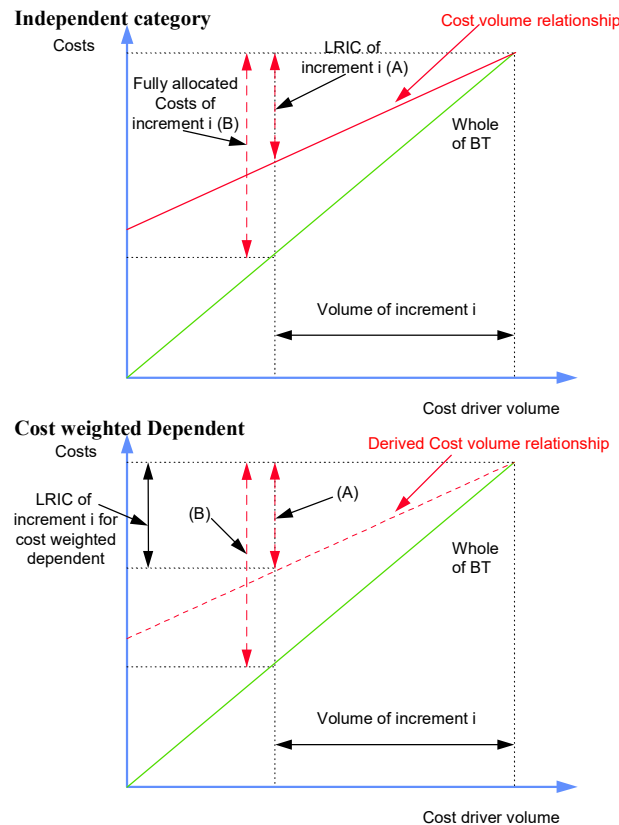 Independent category
Costs
Cost volume relationship
LRIC of
increment i (A)
Fully allocated
Costs of
increment i (B)
Whole
of BT
Volume of increment i
Cost driver volume
Cost weighted Dependent
Costs
Derived Cost volume relationship
LRIC of
increment i for
cost weighted
dependent
(B)
(A)
Whole
of BT
Volume of increment i
Cost driver volume